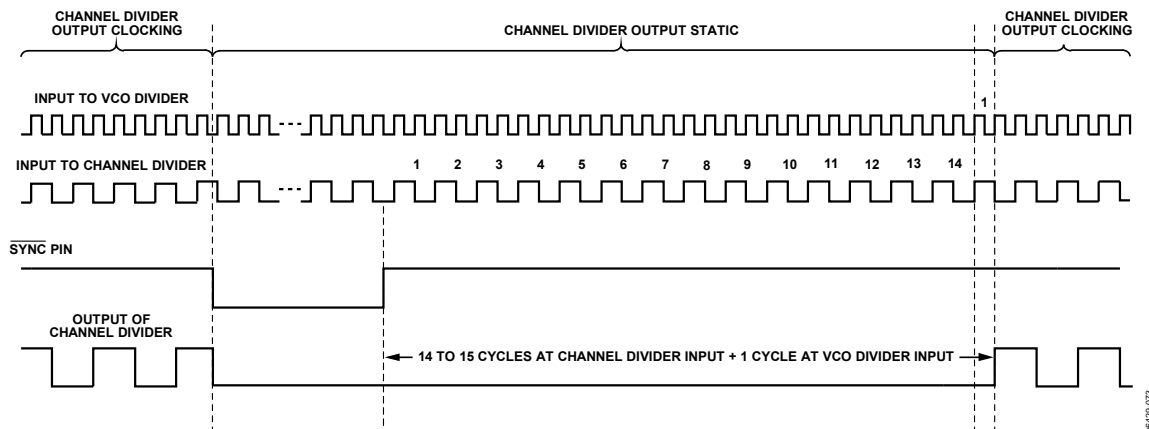 CHANNEL DIVIDER
OUTPUT CLOCKING
CHANNEL DIVIDER OUTPUT STATIC
CHANNEL DIVIDER
OUTPUT CLOCKING
INPUT TO VCO DIVIDER
1
INPUT TO CHANNEL DIVIDER
1 2 3 4 5 6 7 8 9 10 11 12 13 14
SYNC PIN
OUTPUT OF
CHANNEL DIVIDER
14 TO 15 CYCLES AT CHANNEL DIVIDER INPUT + 1 CYCLE AT VCO DIVIDER INPUT